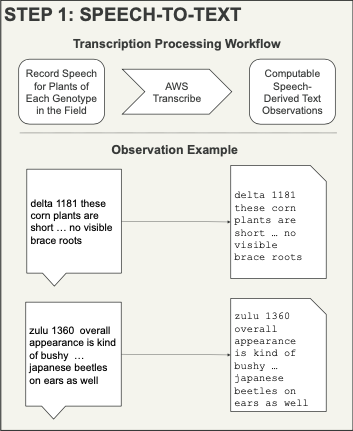 STEP 1: SPEECH-TO-TEXT
Transcription Processing Workflow
Record Speech
for Plants of
Each Genotype
in the Field
AWS
Transcribe
Computable
Speech-
Derived Text
Observations
Observation Example
delta 1181 these
corn plants are
short ... no visible
brace roots
delta 1181
these corn
plants are
short … no
visible
brace roots
zulu 1360  overall
appearance is kind
of bushy  ...
japanese beetles
on ears as well
zulu 1360
overall
appearance
is kind of
bushy …
japanese
beetles on
ears as well